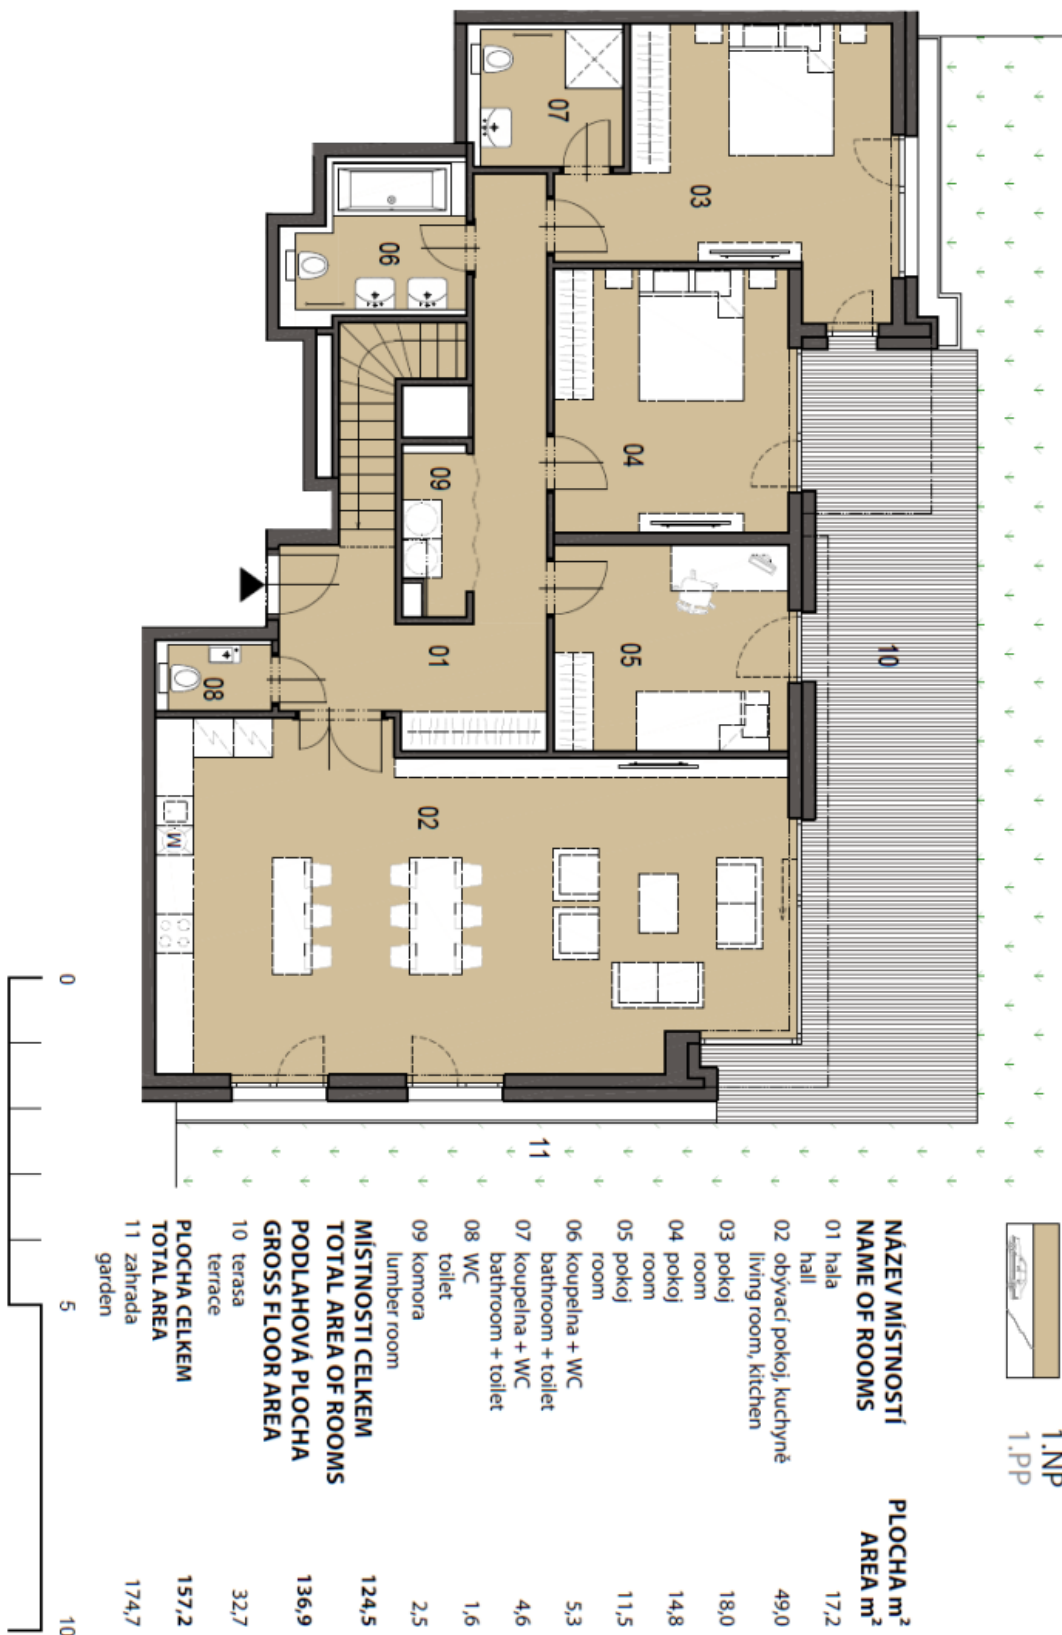 1.NP
1.PP
NÁZEV MÍSTNOSTÍ PLOCHA m²
NAME OF ROOMS AREA m²
01 hala 17,2
hall
02 obývací pokoj, kuchyně 49,0
living room, kitchen
03 pokoj 18,0
room
04 pokoj 14,8
room
05 pokoj 11,5
room
06 koupelna + WC 5,3
bathroom + toilet
07 koupelna + WC 4,6
bathroom + toilet
08 WC 1,6
toilet
09 komora 2,5
lumber room
MÍSTNOSTI CELKEM 124,5
TOTAL AREA OF ROOMS
PODLAHOVÁ PLOCHA 136,9
GROSS FLOOR AREA
10 terasa 32,7
terrace
PLOCHA CELKEM 157,2
TOTAL AREA
11 zahrada 174,7
garden
07
03
06
04
09
05
10
01
08
02
M
11
0 5 10